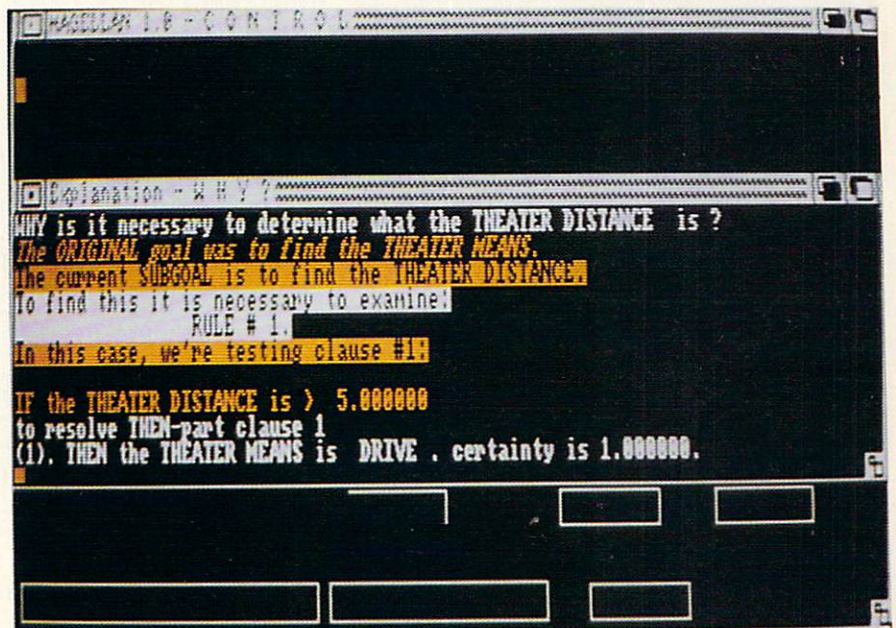 MAGELLAN 1.0 - C O N T R O L
Explanation - W H Y ?
WHY is it necessary to determine what the THEATER DISTANCE is ?
The ORIGINAL goal was to find the THEATER MEANS.
The current SUBGOAL is to find the THEATER DISTANCE.
To find this it is necessary to examine:
RULE # 1.
In this case, we're testing clause #1:
IF the THEATER DISTANCE is > 5.000000
to resolve THEN-part clause 1
(1). THEN the THEATER MEANS is DRIVE . certainty is 1.000000.